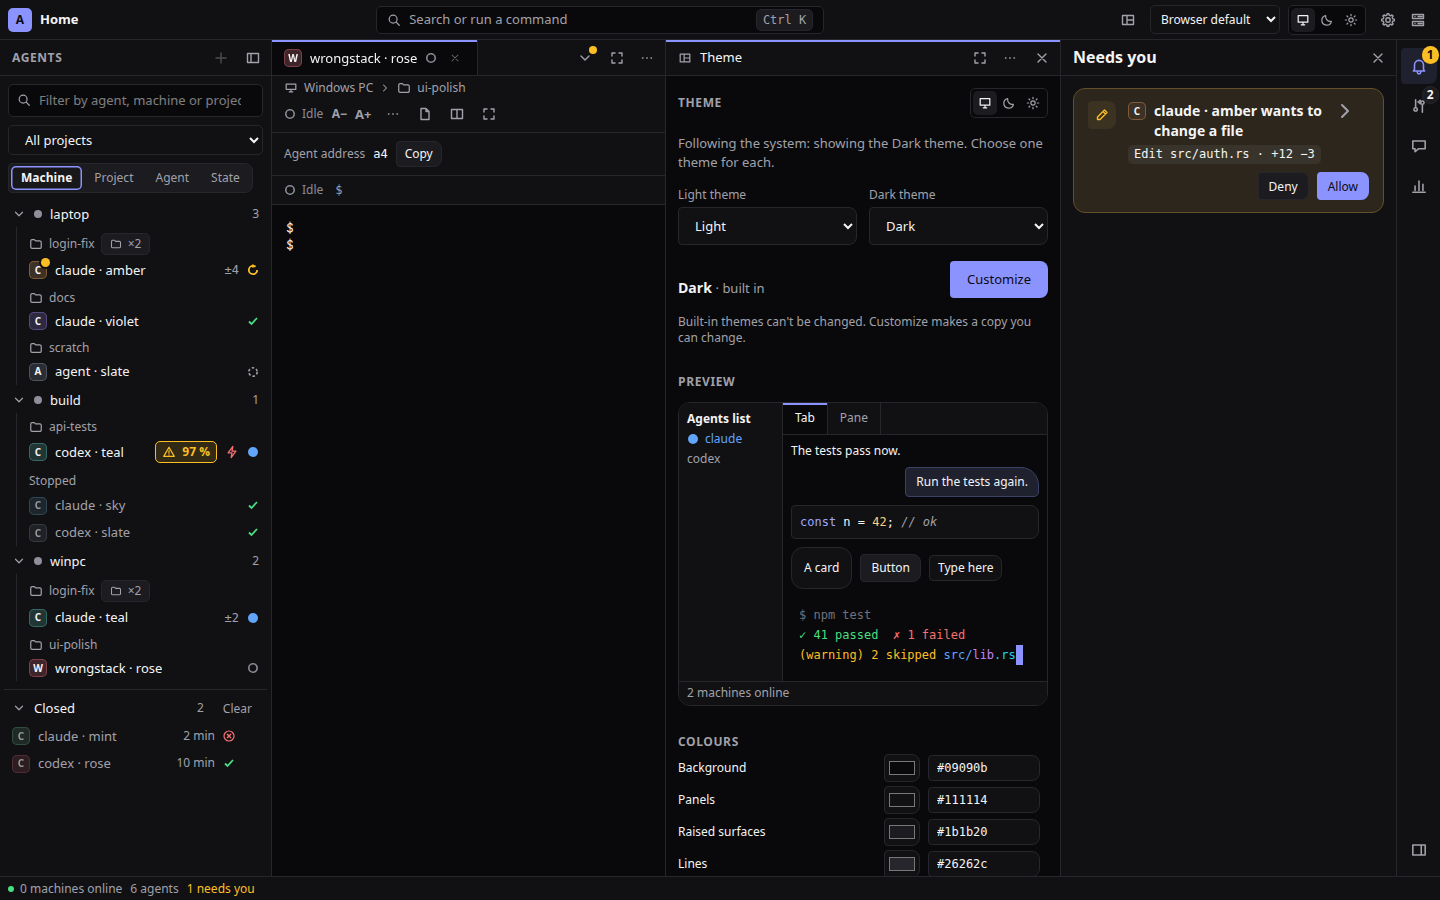 A Home
Search or run a command Ctrl K
Browser default
AGENTS
Filter by agent, machine or project
All projects
Machine Project Agent State
laptop 3
login-fix ×2
C claude · amber ±4
docs
C claude · violet
scratch
A agent · slate
build 1
api-tests
C codex · teal 97 %
Stopped
C claude · sky
C codex · slate
winpc 2
login-fix ×2
C claude · teal ±2
ui-polish
W wrongstack · rose
Closed 2 Clear
C claude · mint 2 min
C codex · rose 10 min
W wrongstack · rose
Windows PC ui-polish
Idle A− A+
Agent address a4 Copy
Idle $
$
$
Theme
THEME
Following the system: showing the Dark theme. Choose one
theme for each.
Light theme Dark theme
Light Dark
Dark · built in Customize
Built-in themes can't be changed. Customize makes a copy you
can change.
PREVIEW
Agents list
claude
codex
Tab Pane
The tests pass now.
Run the tests again.
const n = 42; // ok
A card Button Type here
$ npm test
✓ 41 passed ✗ 1 failed
(warning) 2 skipped src/lib.rs
2 machines online
COLOURS
Background #09090b
Panels #111114
Raised surfaces #1b1b20
Lines #26262c
Needs you
C claude · amber wants to
change a file
Edit src/auth.rs · +12 −3
Deny Allow
1
2
0 machines online 6 agents 1 needs you